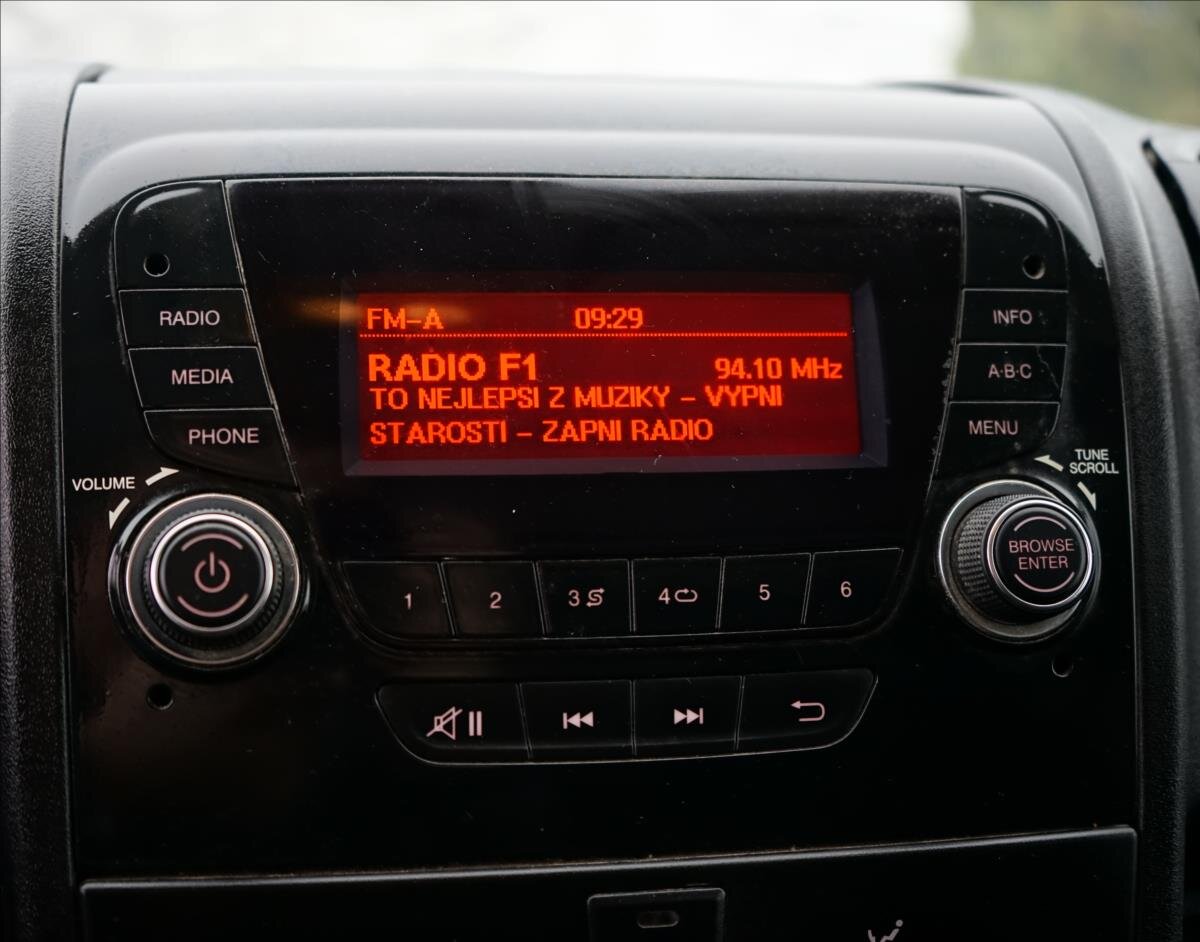 FM-A 09:29
RADIO F1 94.10 MHz
TO NEJLEPSI Z MUZIKY - VYPNI
STAROSTI - ZAPNI RADIO
RADIO
MEDIA
PHONE
VOLUME
INFO
A·B·C
MENU
TUNE
SCROLL
BROWSE
ENTER
1 2 3 4 5 6